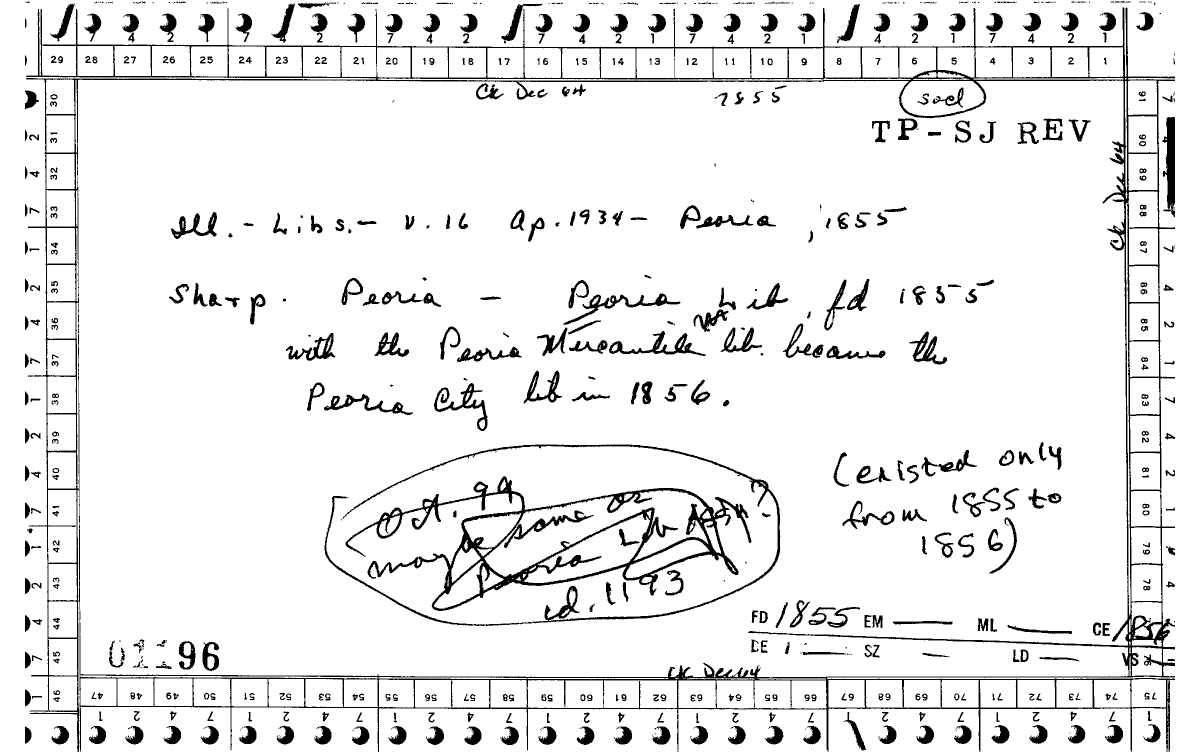 7 4 2 1 7 4 2 1 7 4 2 1 7 4 2 1 7 4 2 1 7 4 2 1 7 4 2 1
29 28 27 26 25 24 23 22 21 20 19 18 17 16 15 14 13 12 11 10 9 8 7 6 5 4 3 2 1
Ck Dec 64 1855 socl
TP-SJ REV
Ck Dec 64
Ill. - Libs. - v. 16 Ap. 1934 - Peoria, 1855
Sharp. Peoria - Peoria Lib, fd 1855
with the Peoria Mercantile lib. became the
Peoria City lib in 1856.
(existed only
from 1855 to
1856)
Oct. 94
maybe same as
Peoria Lib Assn?
id. 1193
FD 1855 EM — ML — CE 1856
DE — SZ — LD — VS —
01196
Ck Dec 64
30 31 32 33 34 35 36 37 38 39 40 41 42 43 44 45 46
91 90 89 88 87 86 85 84 83 82 81 80 79 78
47 48 49 50 51 52 53 54 55 56 57 58 59 60 61 62 63 64 65 66 67 68 69 70 71 72 73 74 75
1 2 4 7 1 2 4 7 1 2 4 7 1 2 4 7 1 2 4 7 1 2 4 7 1 2 4 7